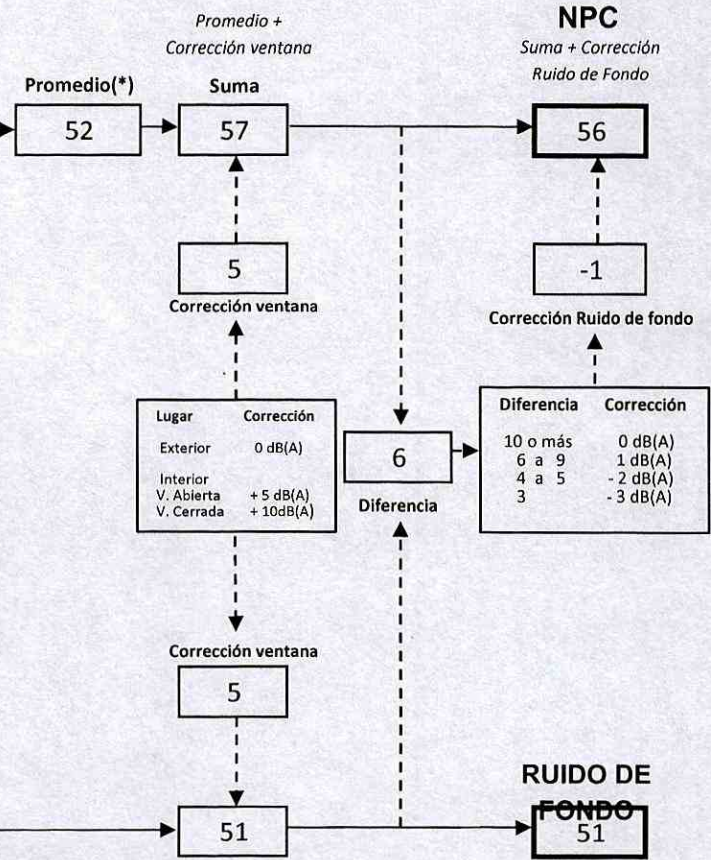 Promedio +
Corrección ventana
NPC
Suma + Corrección
Ruido de Fondo
Promedio(*)
Suma
52
57
56
5
-1
Corrección ventana
Corrección Ruido de fondo
Lugar Corrección
Exterior 0 dB(A)
Interior
V. Abierta + 5 dB(A)
V. Cerrada + 10dB(A)
6
Diferencia
Diferencia Corrección
10 o más 0 dB(A)
6 a 9 1 dB(A)
4 a 5 - 2 dB(A)
3 - 3 dB(A)
Corrección ventana
5
RUIDO DE
FONDO
51
51